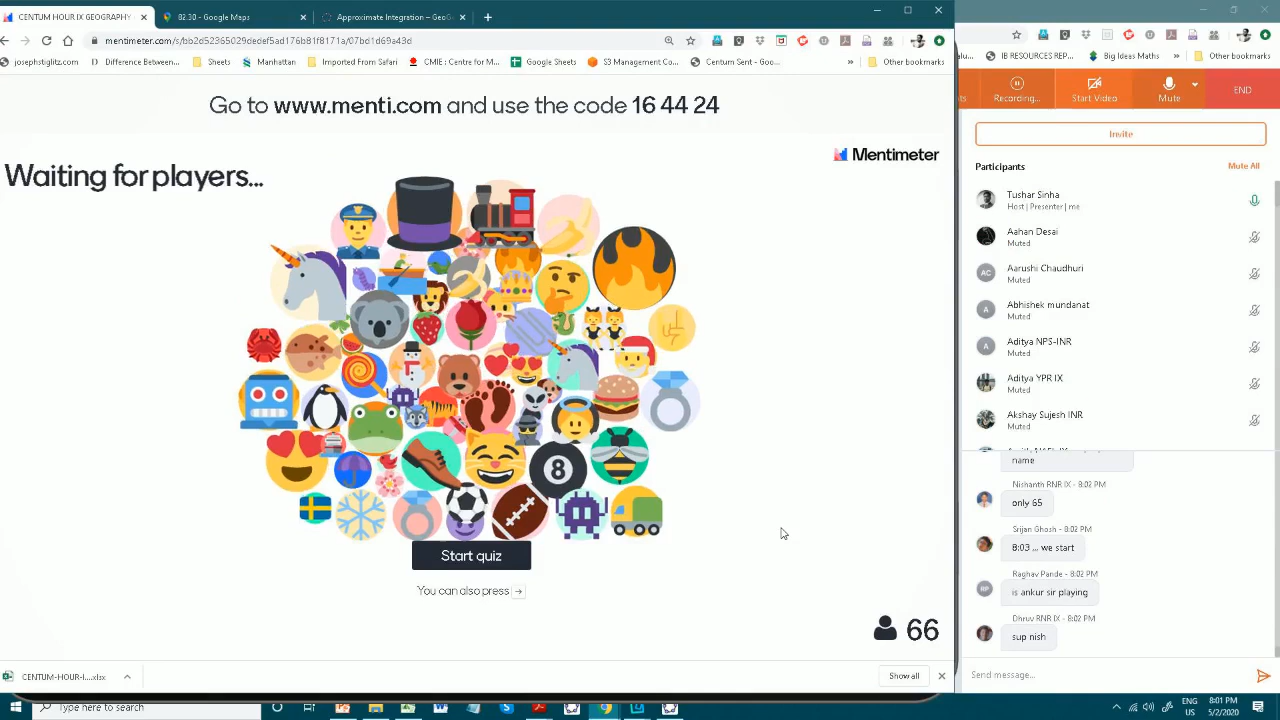 CENTUM HOUR IX GEOGRAPHY
82.30 - Google Maps
Approximate Integration – GeoG
mentimeter.com/s/bb2d52365029dc6ef5ad176b81f8171a/07bd1d69a43d
josephstiglitz.com
Difference Between...
Sheets
Manhattan
Imported From Safari
CMIE : Centre for M...
Google Sheets
S3 Management Co...
Centum Sent - Goo...
»
Other bookmarks
IB RESOURCES REP...
Big Ideas Maths
»
Other bookmarks
Go to www.menti.com and use the code 16 44 24
Mentimeter
Waiting for players...
8
Start quiz
You can also press →
66
CENTUM-HOUR-I....xlsx
Show all
Recording...
Start Video
Mute
END
Invite
Participants
Mute All
Tushar Sinha
Host | Presenter | me
Aahan Desai
Muted
AC
Aarushi Chaudhuri
Muted
A
Abhishek mundanat
Muted
A
Aditya NPS-INR
Muted
Aditya YPR IX
Muted
Akshay Sujesh INR
Muted
name
Nishanth RNR IX - 8:02 PM
only 65
Srijan Ghosh - 8:02 PM
8:03 ... we start
Raghav Pande - 8:02 PM
RP
is ankur sir playing
Dhruv RNR IX - 8:02 PM
sup nish
Send message...
Type here to search
ENG
US
8:01 PM
5/2/2020